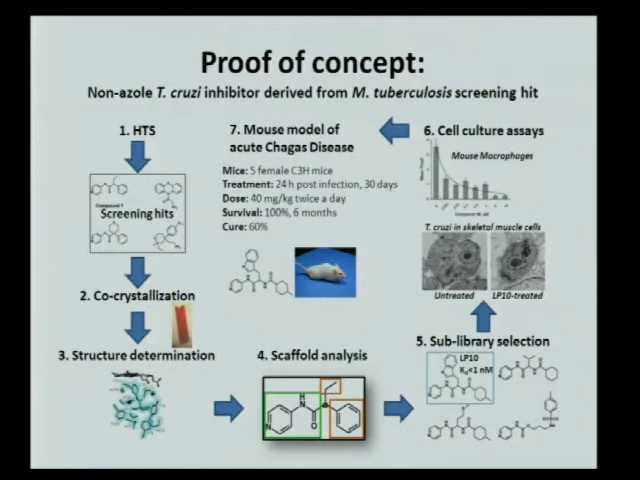 Proof of concept:
Non-azole T. cruzi inhibitor derived from M. tuberculosis screening hit
1. HTS
Compound 1
Screening hits
2. Co-crystallization
3. Structure determination
4. Scaffold analysis
N
H
N
O
5. Sub-library selection
LP10
Kd<1 nM
6. Cell culture assays
Mouse Macrophages
T. cruzi in skeletal muscle cells
Untreated
LP10-treated
7. Mouse model of
acute Chagas Disease
Mice: 5 female C3H mice
Treatment: 24 h post infection, 30 days
Dose: 40 mg/kg twice a day
Survival: 100%, 6 months
Cure: 60%